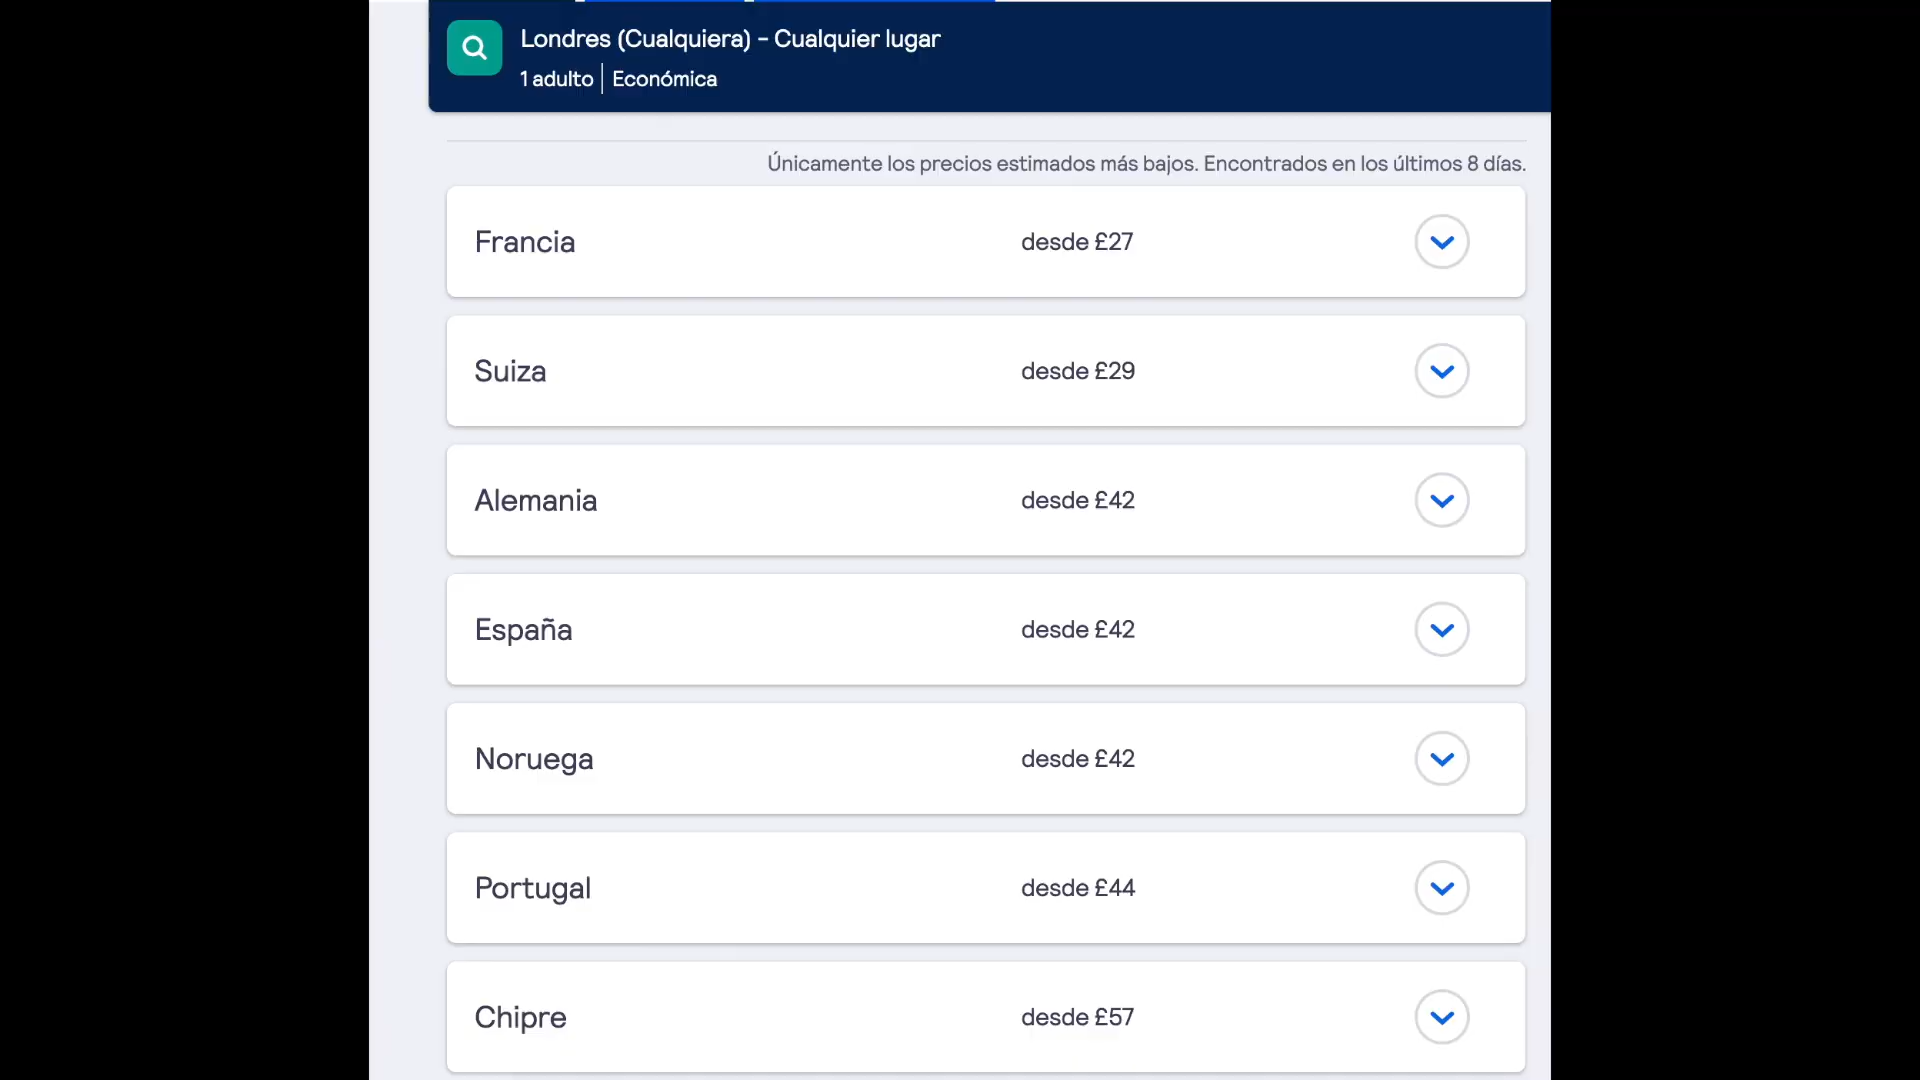 Londres (Cualquiera) – Cualquier lugar
1 adulto | Económica
Únicamente los precios estimados más bajos. Encontrados en los últimos 8 días.
Francia desde £27
Suiza desde £29
Alemania desde £42
España desde £42
Noruega desde £42
Portugal desde £44
Chipre desde £57